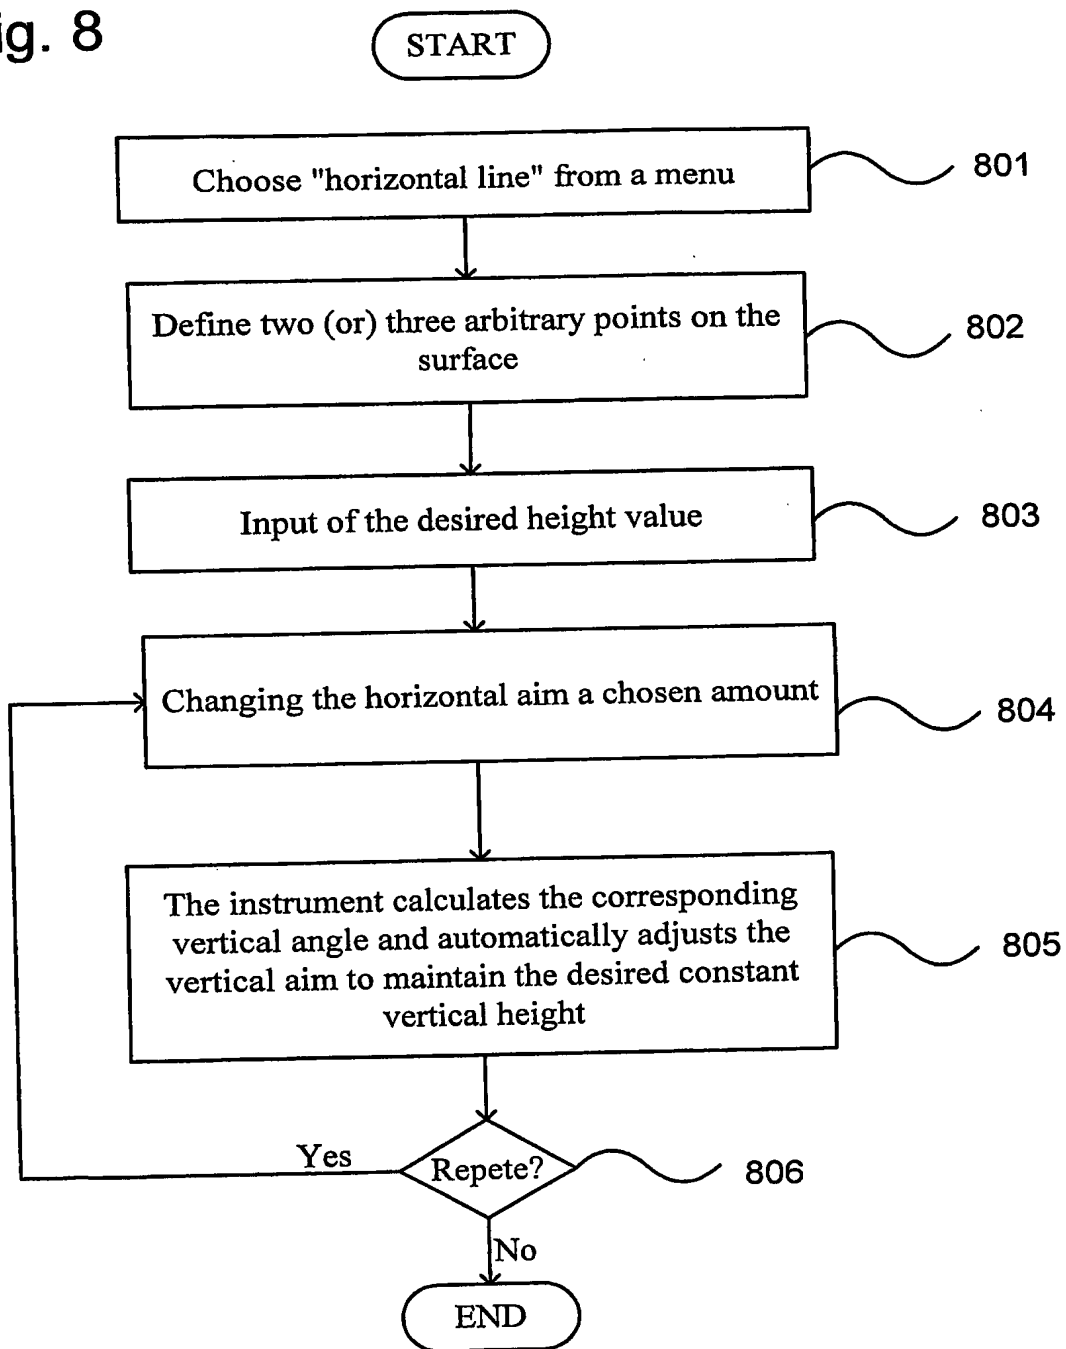 ig. 8
START
Choose "horizontal line" from a menu
801
Define two (or) three arbitrary points on the
surface
802
Input of the desired height value
803
Changing the horizontal aim a chosen amount
804
The instrument calculates the corresponding
vertical angle and automatically adjusts the
vertical aim to maintain the desired constant
vertical height
805
Yes
Repete?
806
No
END